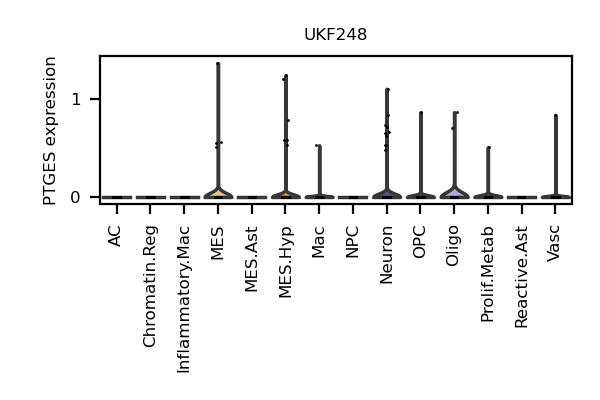 UKF248
PTGES expression
1
0
AC
Chromatin.Reg
Inflammatory.Mac
MES
MES.Ast
MES.Hyp
Mac
NPC
Neuron
OPC
Oligo
Prolif.Metab
Reactive.Ast
Vasc